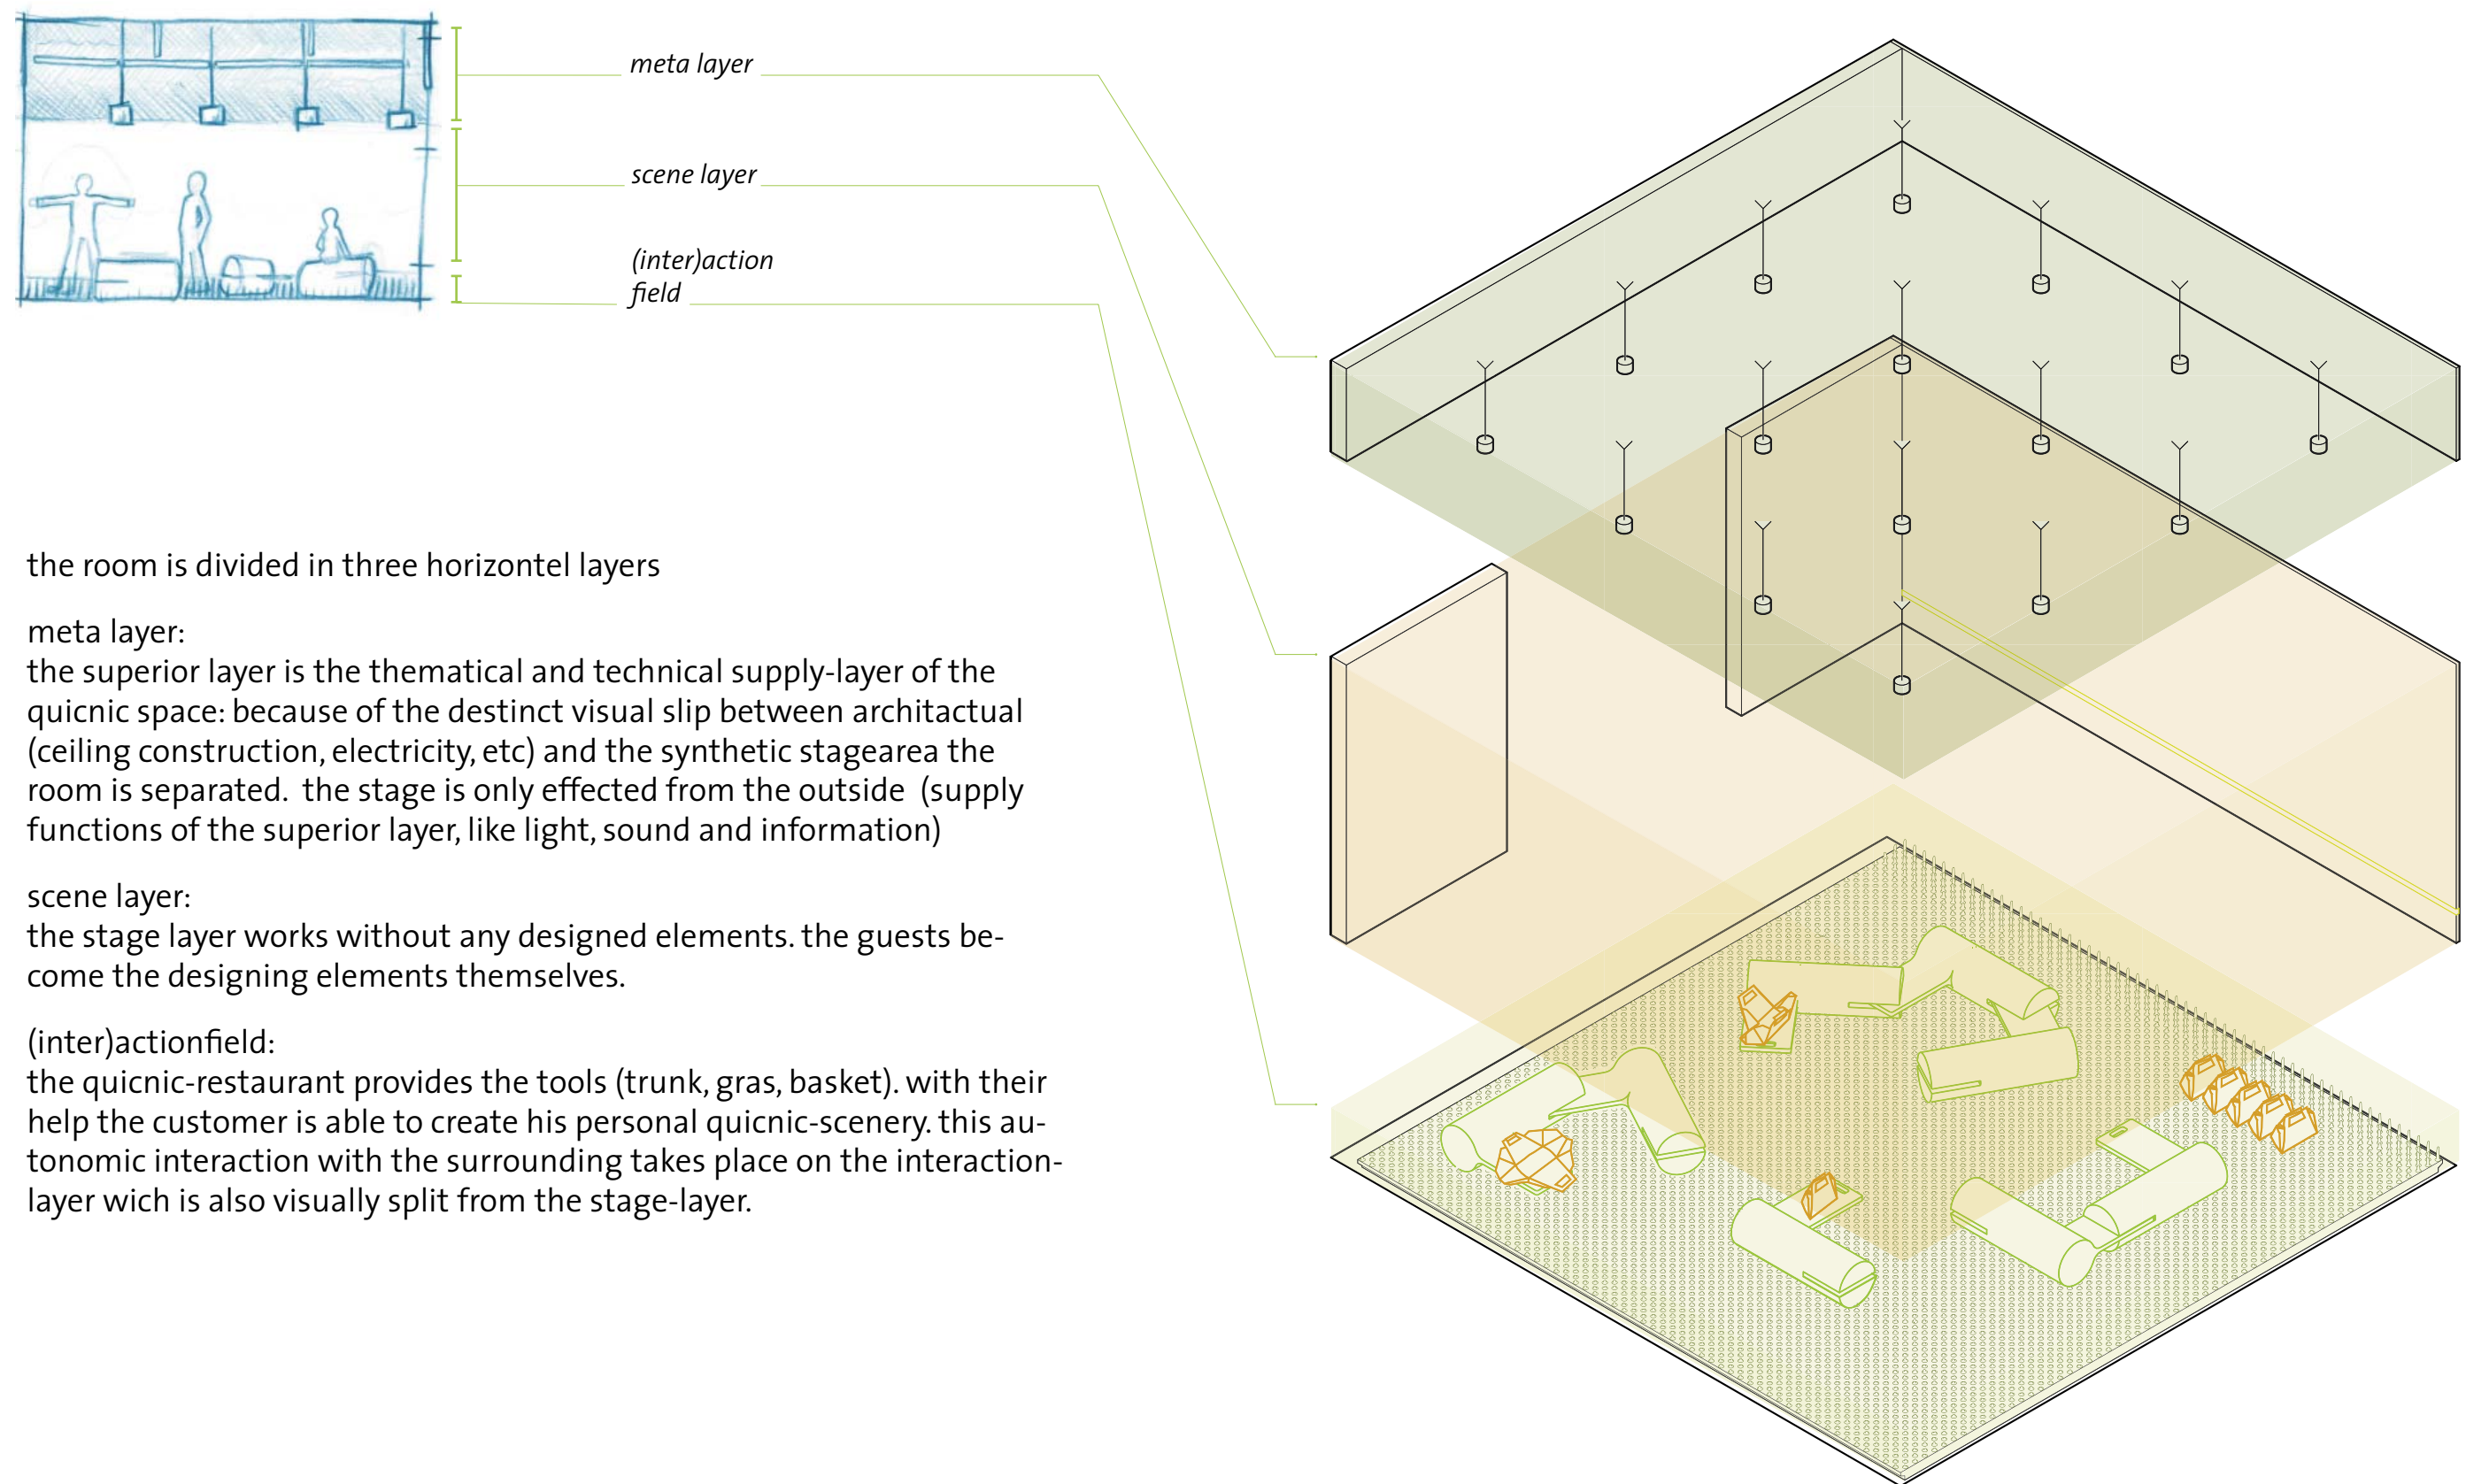 meta layer
scene layer
(inter)action
field
the room is divided in three horizontel layers
meta layer:
the superior layer is the thematical and technical supply-layer of the
quicnic space: because of the destinct visual slip between architactual
(ceiling construction, electricity, etc) and the synthetic stagearea the
room is separated.  the stage is only effected from the outside  (supply
functions of the superior layer, like light, sound and information)
scene layer:
the stage layer works without any designed elements. the guests be-
come the designing elements themselves.
(inter)actionfield:
the quicnic-restaurant provides the tools (trunk, gras, basket). with their
help the customer is able to create his personal quicnic-scenery. this au-
tonomic interaction with the surrounding takes place on the interaction-
layer wich is also visually split from the stage-layer.